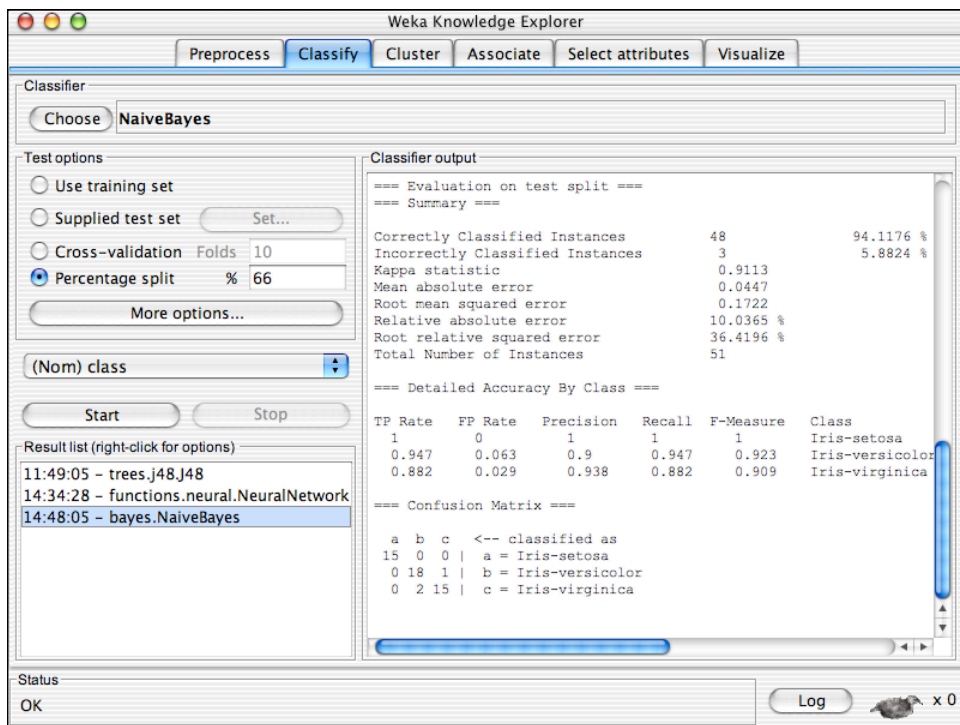 Weka Knowledge Explorer
Preprocess Classify Cluster Associate Select attributes Visualize
Classifier
Choose NaiveBayes
Test options
Use training set
Supplied test set Set...
Cross-validation Folds 10
Percentage split % 66
More options...
(Nom) class
Start Stop
Result list (right-click for options)
11:49:05 – trees.j48.J48
14:34:28 – functions.neural.NeuralNetwork
14:48:05 – bayes.NaiveBayes
Classifier output
=== Evaluation on test split ===
=== Summary ===
Correctly Classified Instances 48 94.1176 %
Incorrectly Classified Instances 3 5.8824 %
Kappa statistic 0.9113
Mean absolute error 0.0447
Root mean squared error 0.1722
Relative absolute error 10.0365 %
Root relative squared error 36.4196 %
Total Number of Instances 51
=== Detailed Accuracy By Class ===
TP Rate FP Rate Precision Recall F-Measure Class
1 0 1 1 1 Iris-setosa
0.947 0.063 0.9 0.947 0.923 Iris-versicolor
0.882 0.029 0.938 0.882 0.909 Iris-virginica
=== Confusion Matrix ===
a b c <-- classified as
15 0 0 | a = Iris-setosa
0 18 1 | b = Iris-versicolor
0 2 15 | c = Iris-virginica
Status
OK
Log x 0